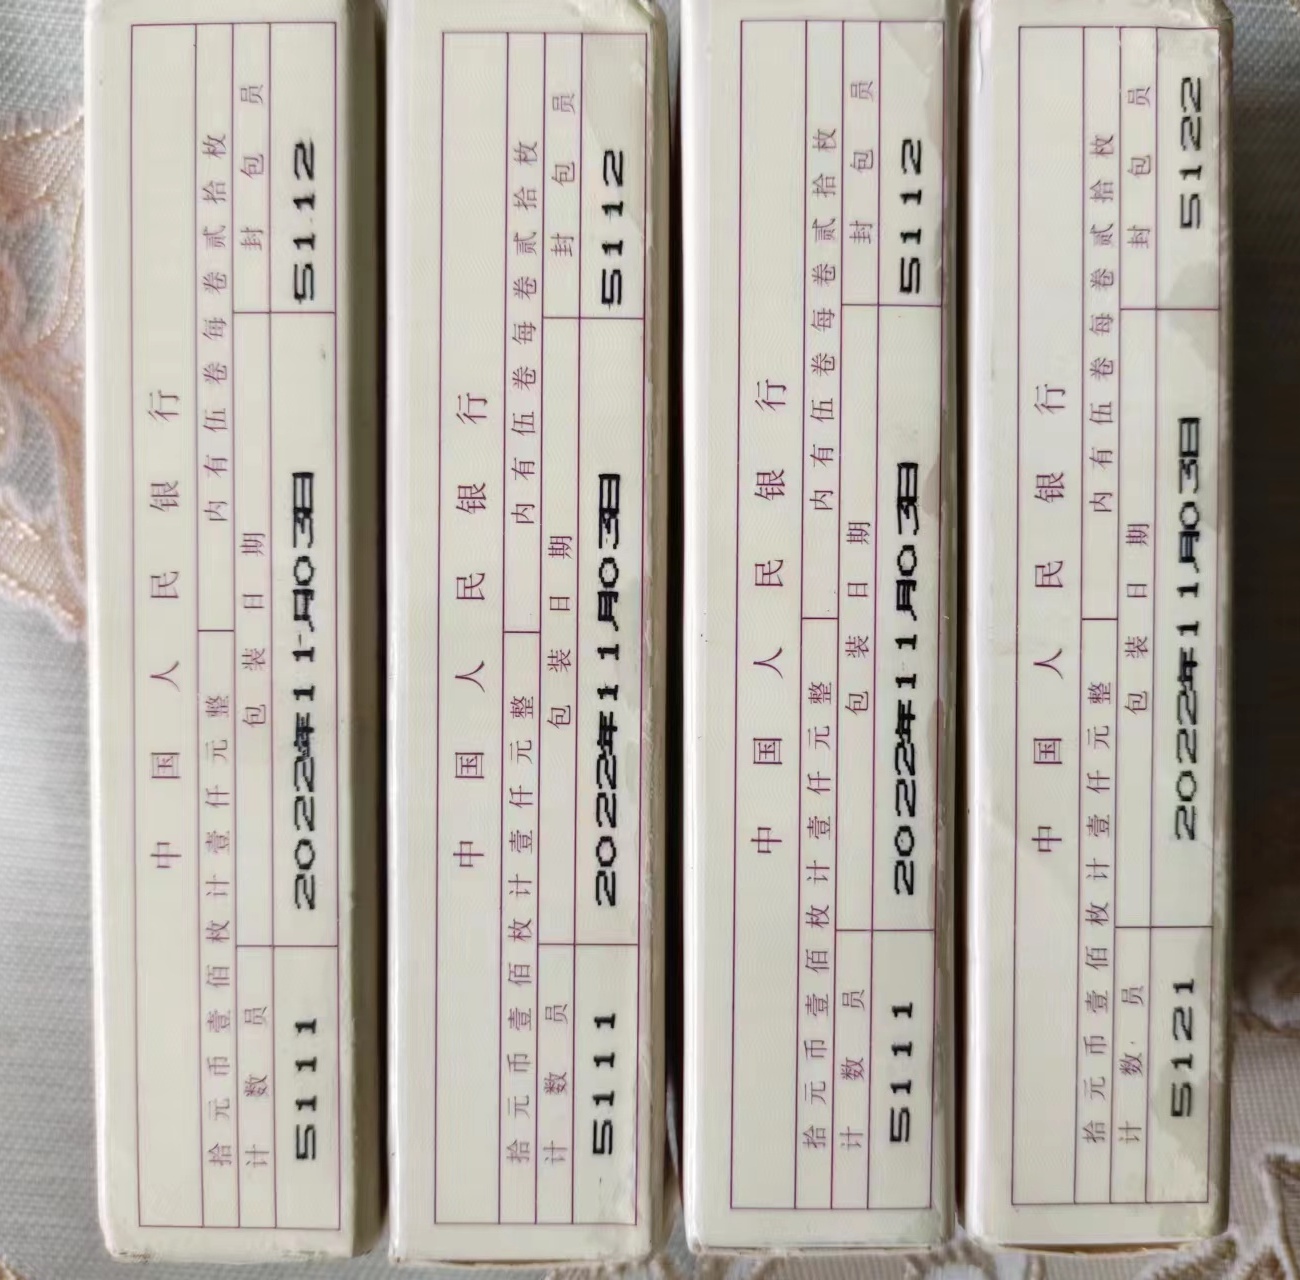 中国人民银行
拾元币壹佰枚计壹仟元整 内有伍卷每卷贰拾枚
计数员 包装日期 封包员
5111 2022年11月03日 5112
中国人民银行
拾元币壹佰枚计壹仟元整 内有伍卷每卷贰拾枚
计数员 包装日期 封包员
5111 2022年11月03日 5112
中国人民银行
拾元币壹佰枚计壹仟元整 内有伍卷每卷贰拾枚
计数员 包装日期 封包员
5111 2022年11月03日 5112
中国人民银行
拾元币壹佰枚计壹仟元整 内有伍卷每卷贰拾枚
计数员 包装日期 封包员
5121 2022年11月03日 5122